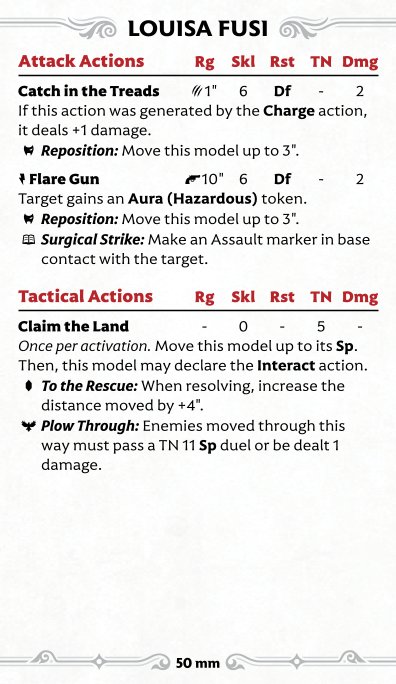 LOUISA FUSI
Attack Actions Rg Skl Rst TN Dmg
Catch in the Treads 1" 6 Df - 2
If this action was generated by the Charge action,
it deals +1 damage.
Reposition: Move this model up to 3".
Flare Gun 10" 6 Df - 2
Target gains an Aura (Hazardous) token.
Reposition: Move this model up to 3".
Surgical Strike: Make an Assault marker in base
contact with the target.
Tactical Actions Rg Skl Rst TN Dmg
Claim the Land - 0 - 5 -
Once per activation. Move this model up to its Sp.
Then, this model may declare the Interact action.
To the Rescue: When resolving, increase the
distance moved by +4".
Plow Through: Enemies moved through this
way must pass a TN 11 Sp duel or be dealt 1
damage.
50 mm